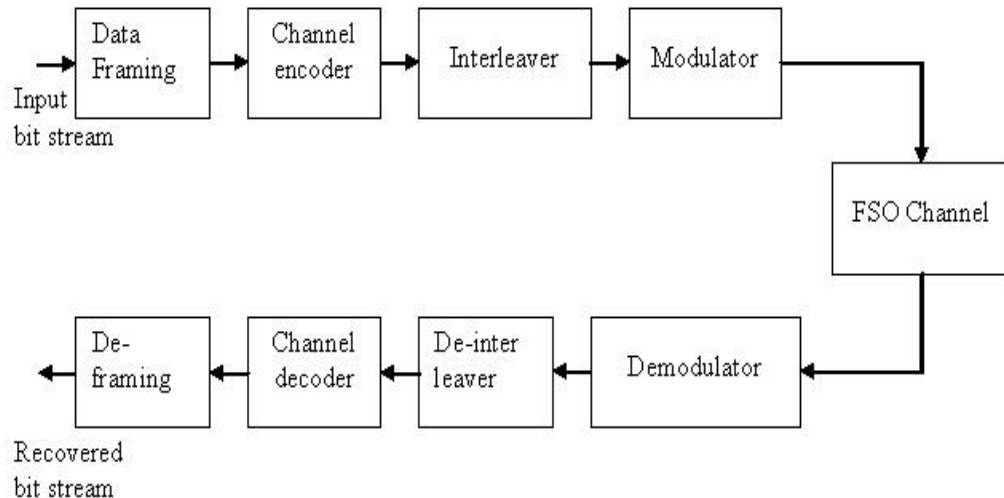 Data
Framing
Channel
encoder
Interleaver
Modulator
Input
bit stream
FSO Channel
De-
framing
Channel
decoder
De-inter
leaver
Demodulator
Recovered
bit stream